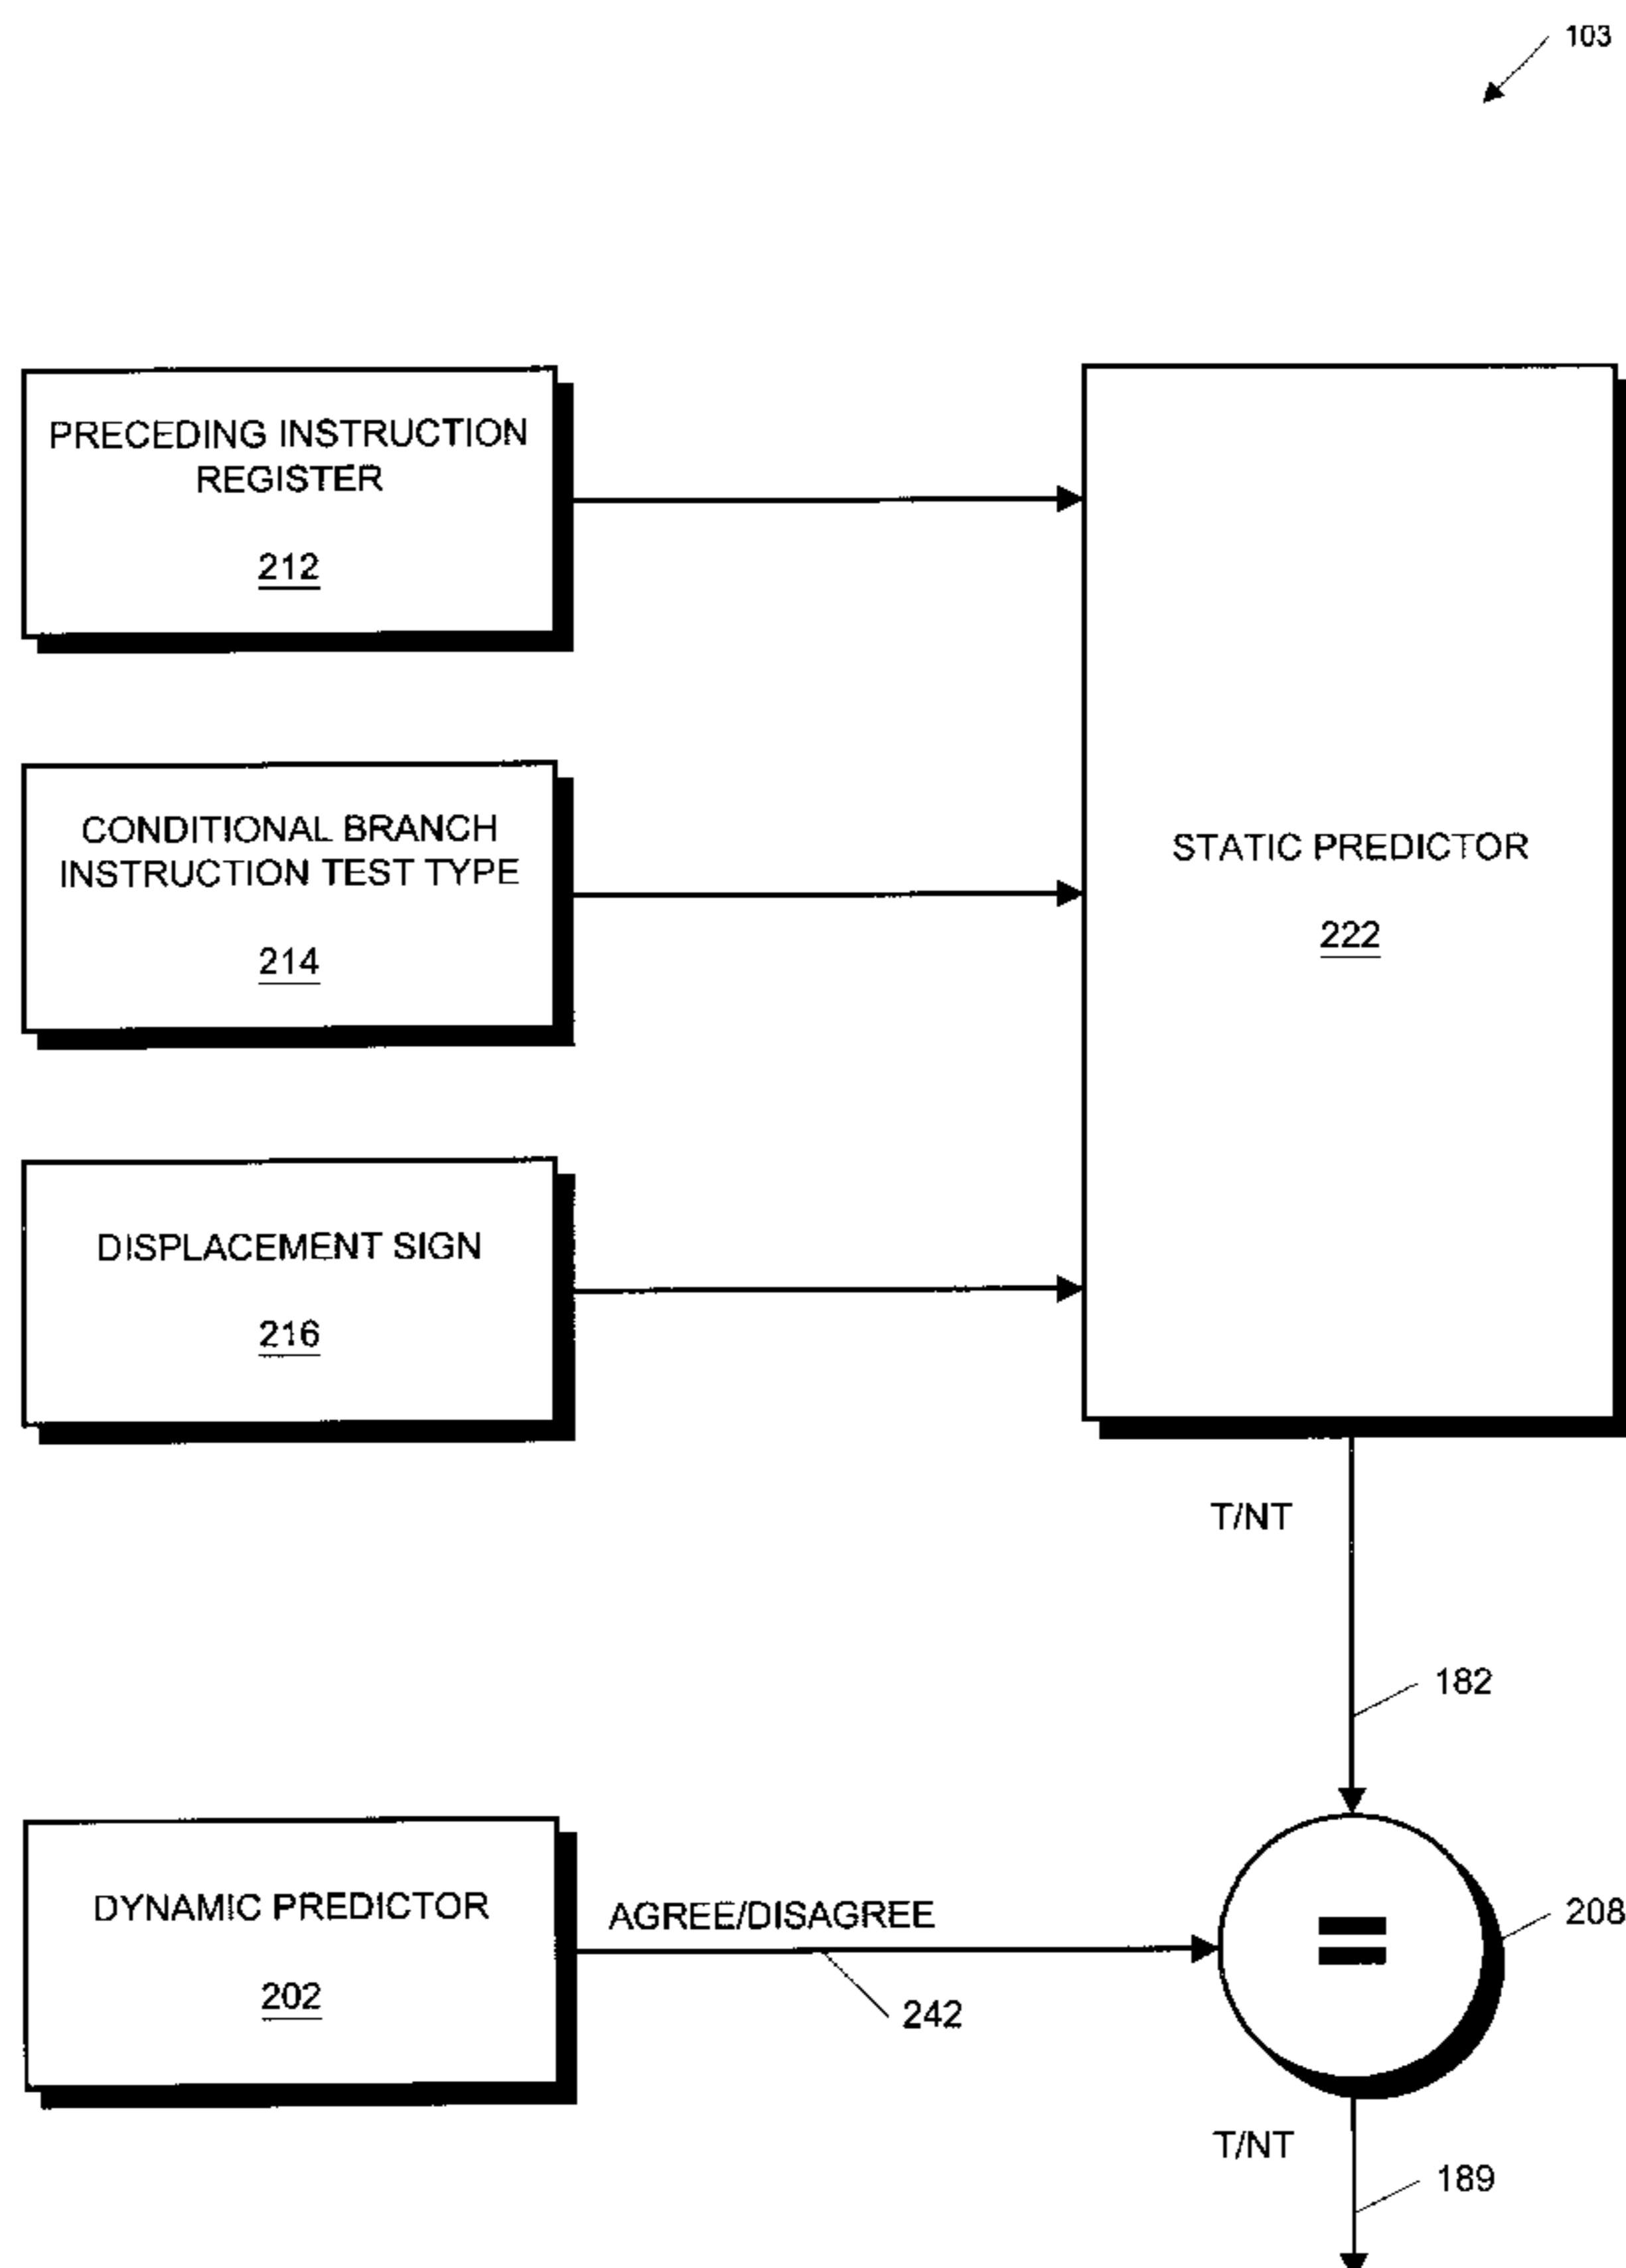 103
PRECEDING INSTRUCTION
REGISTER
212
CONDITIONAL BRANCH
INSTRUCTION TEST TYPE
214
STATIC PREDICTOR
222
DISPLACEMENT SIGN
216
T/NT
182
DYNAMIC PREDICTOR
202
AGREE/DISAGREE
242
=
208
T/NT
189